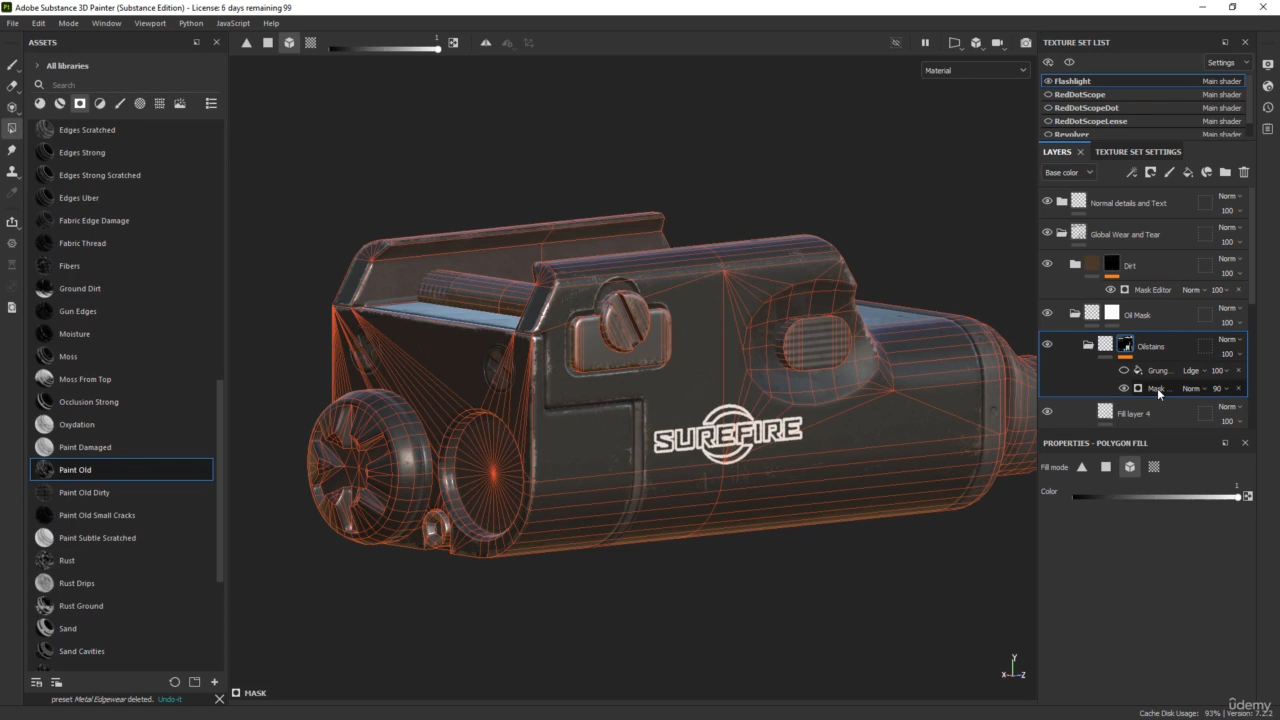 Adobe Substance 3D Painter (Substance Edition) - License: 6 days remaining 99
File Edit Mode Window Viewport Python JavaScript Help
ASSETS
All libraries
Search
Edges Scratched
Edges Strong
Edges Strong Scratched
Edges Uber
Fabric Edge Damage
Fabric Thread
Fibers
Ground Dirt
Gun Edges
Moisture
Moss
Moss From Top
Occlusion Strong
Oxydation
Paint Damaged
Paint Old
Paint Old Dirty
Paint Old Small Cracks
Paint Subtle Scratched
Rust
Rust Drips
Rust Ground
Sand
Sand Cavities
preset Metal Edgewear deleted. Undo-it
1
Material
SUREFIRE
Y
X Z
MASK
TEXTURE SET LIST
Settings
Flashlight Main shader
RedDotScope Main shader
RedDotScopeDot Main shader
RedDotScopeLense Main shader
Revolver Main shader
LAYERS TEXTURE SET SETTINGS
Base color
Normal details and Text Norm 100
Global Wear and Tear Norm 100
Dirt Norm 100
Mask Editor Norm 100
Oil Mask Norm 100
Oilstains Norm 100
Grung... Ldge 100
Mask ... Norm 90
Fill layer 4 Norm 100
PROPERTIES - POLYGON FILL
Fill mode
Color 1
udemy
Cache Disk Usage: 93% | Version: 7.2.2